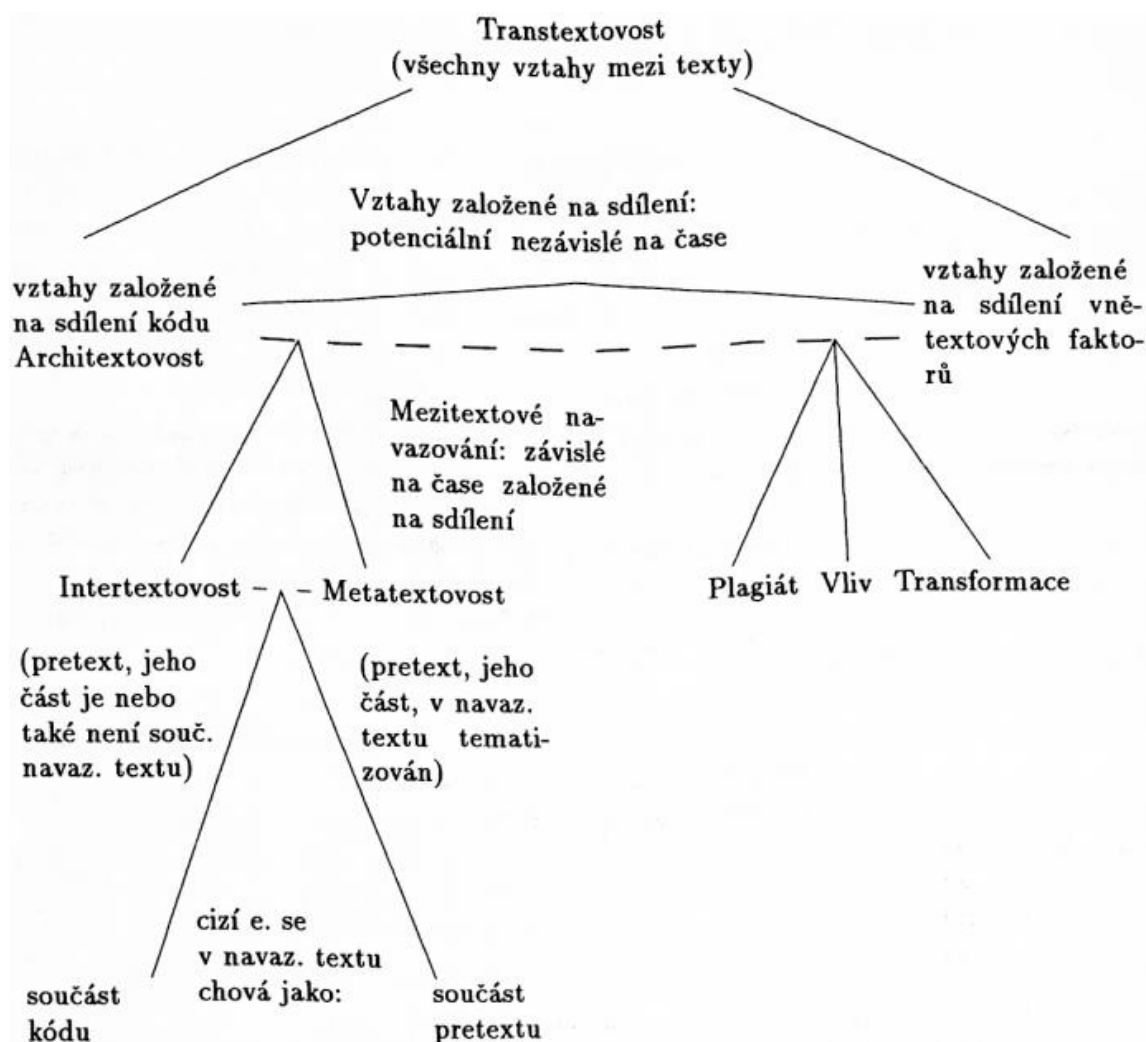 Transtextovost
(všechny vztahy mezi texty)
Vztahy založené na sdílení:
potenciální nezávislé na čase
vztahy založené
na sdílení kódu
Architextovost
vztahy založené
na sdílení vně-
textových fakto-
rů
Mezitextové na-
vazování: závislé
na čase založené
na sdílení
Intertextovost - - Metatextovost
Plagiát Vliv Transformace
(pretext, jeho
část je nebo
také není souč.
navaz. textu)
(pretext, jeho
část, v navaz.
textu temati-
zován)
cizí e. se
v navaz. textu
chová jako:
součást
kódu
součást
pretextu